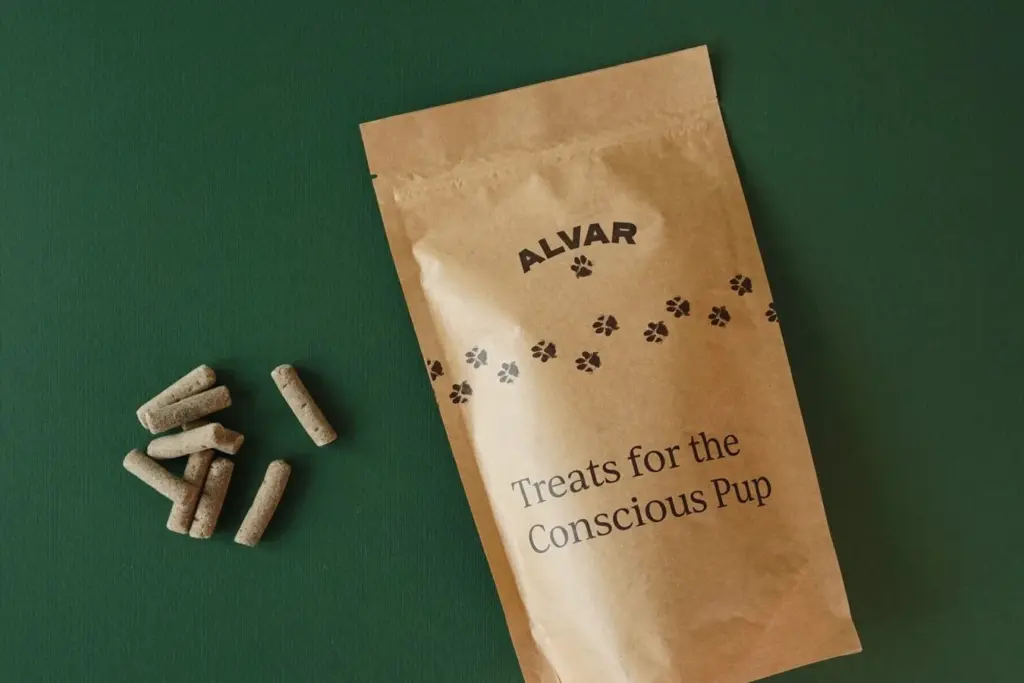 ALVAR
Treats for the
Conscious Pup